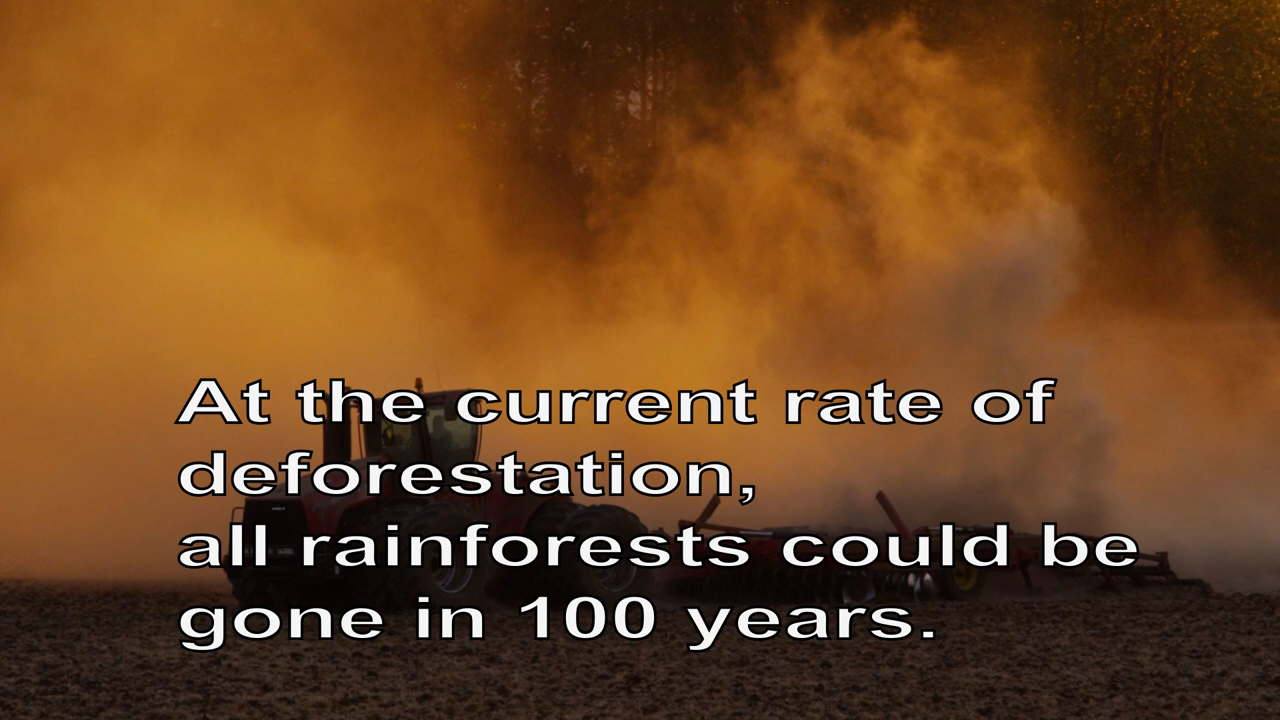 At the current rate of
deforestation,
all rainforests could be
gone in 100 years.